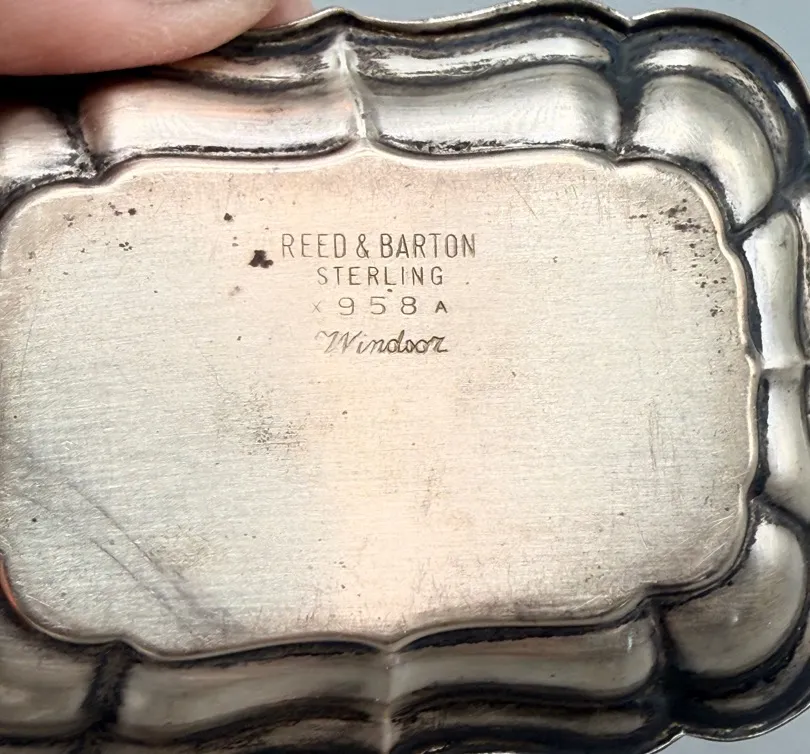 REED & BARTON
STERLING
X958A
Windsor